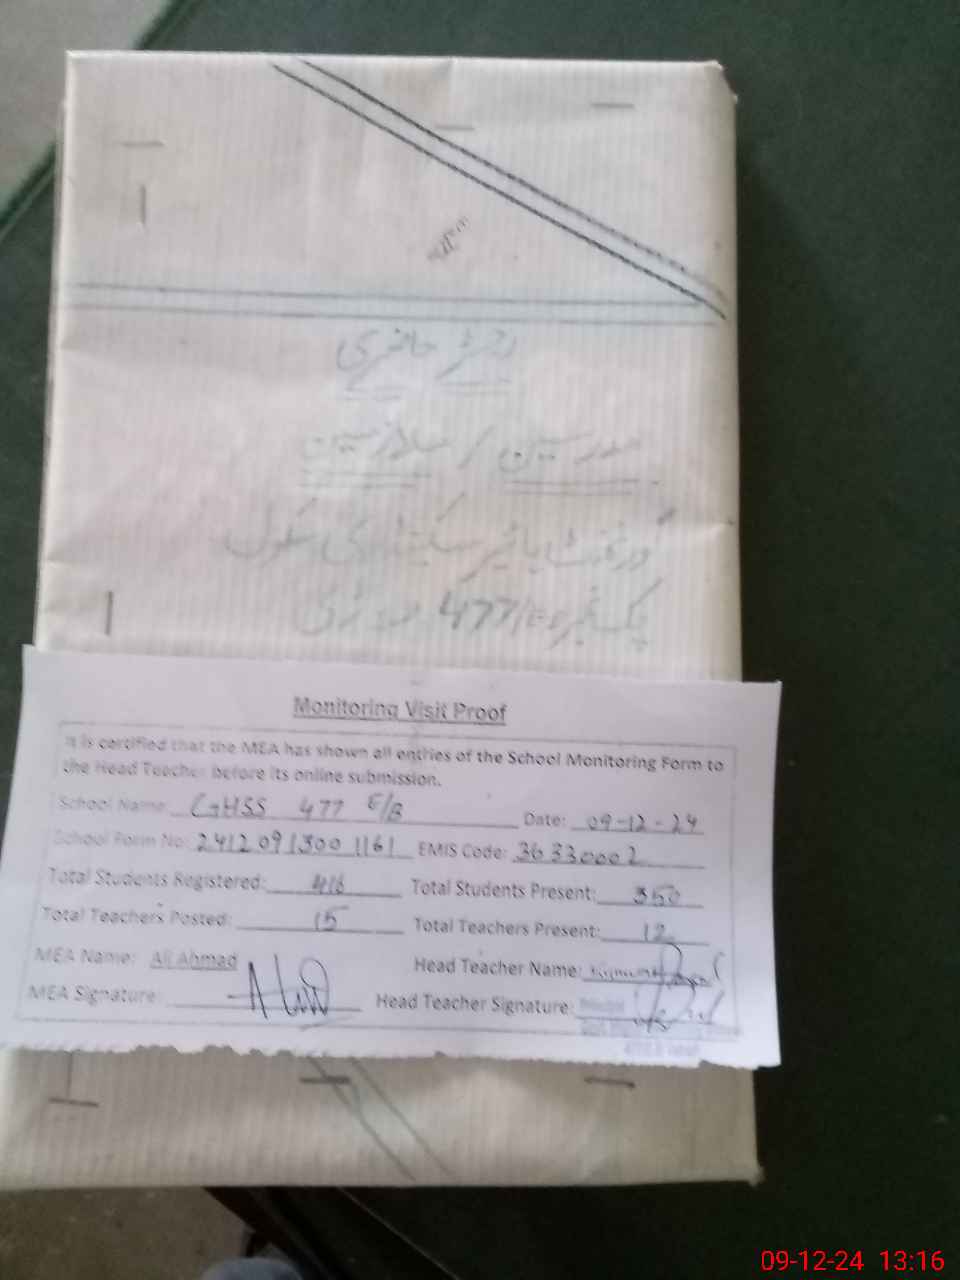 رجسٹر حاضری
مدرسین / ملازمین
گورنمنٹ ہائیر سیکنڈری سکول
چک نمبر 477/EB
Monitoring Visit Proof
It is certified that the MEA has shown all entries of the School Monitoring Form to
the Head Teacher before its online submission.
School Name: GHSS 477 E/B Date: 09-12-24
School Form No: 2412091300 1161 EMIS Code: 36330002
Total Students Registered: 416 Total Students Present: 350
Total Teachers Posted: 15 Total Teachers Present: 12
MEA Name: Ali Ahmad Head Teacher Name:
MEA Signature: Head Teacher Signature:
Principal
09-12-24 13:16